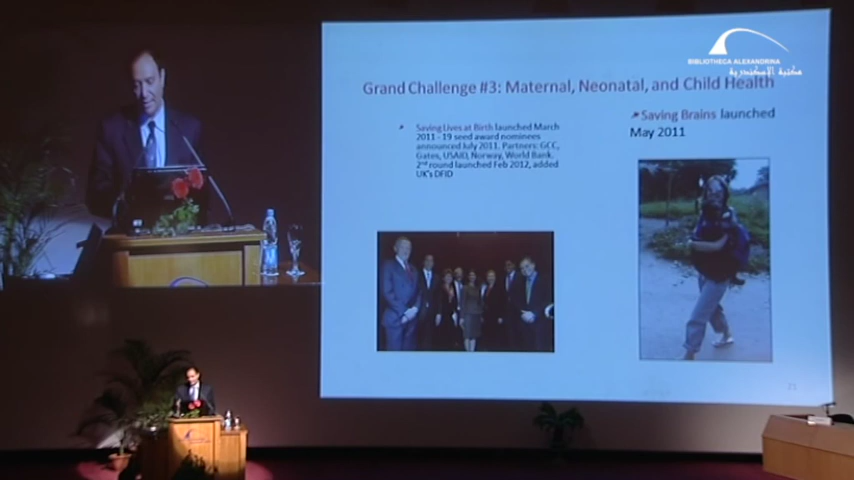 BIBLIOTHECA ALEXANDRINA
مكتبة الإسكندرية
Grand Challenge #3: Maternal, Neonatal, and Child Health
Saving Lives at Birth launched March
2011 - 19 seed award nominees
announced July 2011. Partners: GCC,
Gates, USAID, Norway, World Bank.
2nd round launched Feb 2012, added
UK's DFID
Saving Brains launched
May 2011
21